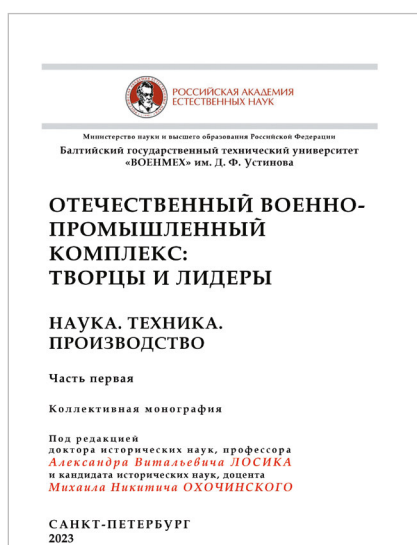 РОССИЙСКАЯ АКАДЕМИЯ
ЕСТЕСТВЕННЫХ НАУК
Министерство науки и высшего образования Российской Федерации
Балтийский государственный технический университет
«ВОЕНМЕХ» им. Д. Ф. Устинова
ОТЕЧЕСТВЕННЫЙ ВОЕННО-
ПРОМЫШЛЕННЫЙ
КОМПЛЕКС:
ТВОРЦЫ И ЛИДЕРЫ
НАУКА. ТЕХНИКА.
ПРОИЗВОДСТВО
Часть первая
Коллективная монография
Под редакцией
доктора исторических наук, профессора
Александра Витальевича ЛОСИКА
и кандидата исторических наук, доцента
Михаила Никитича ОХОЧИНСКОГО
САНКТ-ПЕТЕРБУРГ
2023